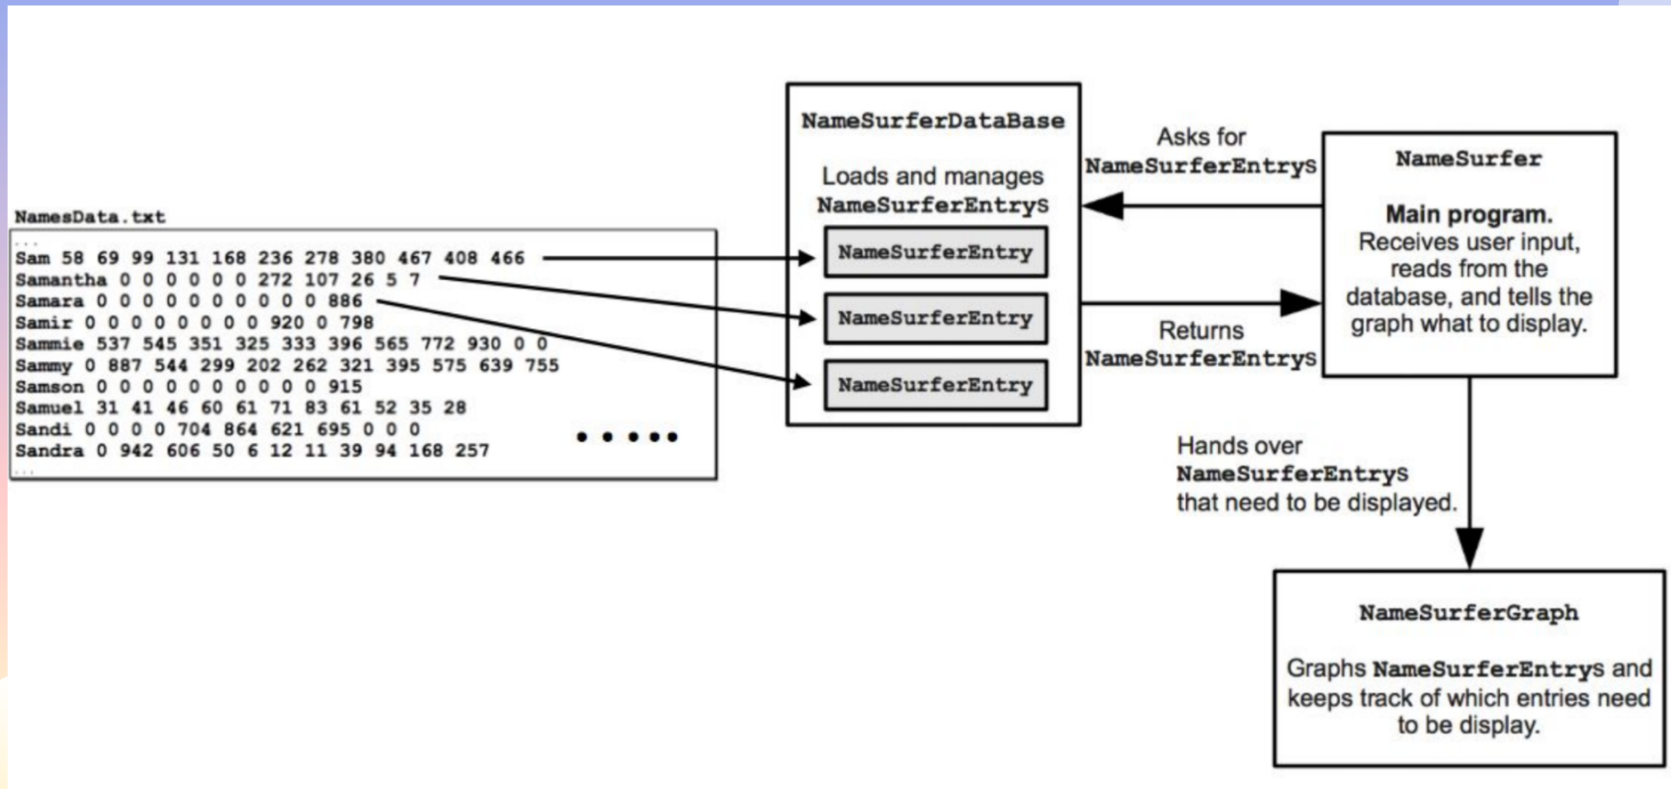 NamesData.txt
...
Sam 58 69 99 131 168 236 278 380 467 408 466
Samantha 0 0 0 0 0 0 272 107 26 5 7
Samara 0 0 0 0 0 0 0 0 0 0 886
Samir 0 0 0 0 0 0 0 0 920 0 798
Sammie 537 545 351 325 333 396 565 772 930 0 0
Sammy 0 887 544 299 202 262 321 395 575 639 755
Samson 0 0 0 0 0 0 0 0 0 0 915
Samuel 31 41 46 60 61 71 83 61 52 35 28
Sandi 0 0 0 0 704 864 621 695 0 0 0
Sandra 0 942 606 50 6 12 11 39 94 168 257
...
.....
NameSurferDataBase
Loads and manages
NameSurferEntrys
NameSurferEntry
NameSurferEntry
NameSurferEntry
Asks for
NameSurferEntrys
Returns
NameSurferEntrys
NameSurfer
Main program.
Receives user input,
reads from the
database, and tells the
graph what to display.
Hands over
NameSurferEntrys
that need to be displayed.
NameSurferGraph
Graphs NameSurferEntrys and
keeps track of which entries need
to be display.